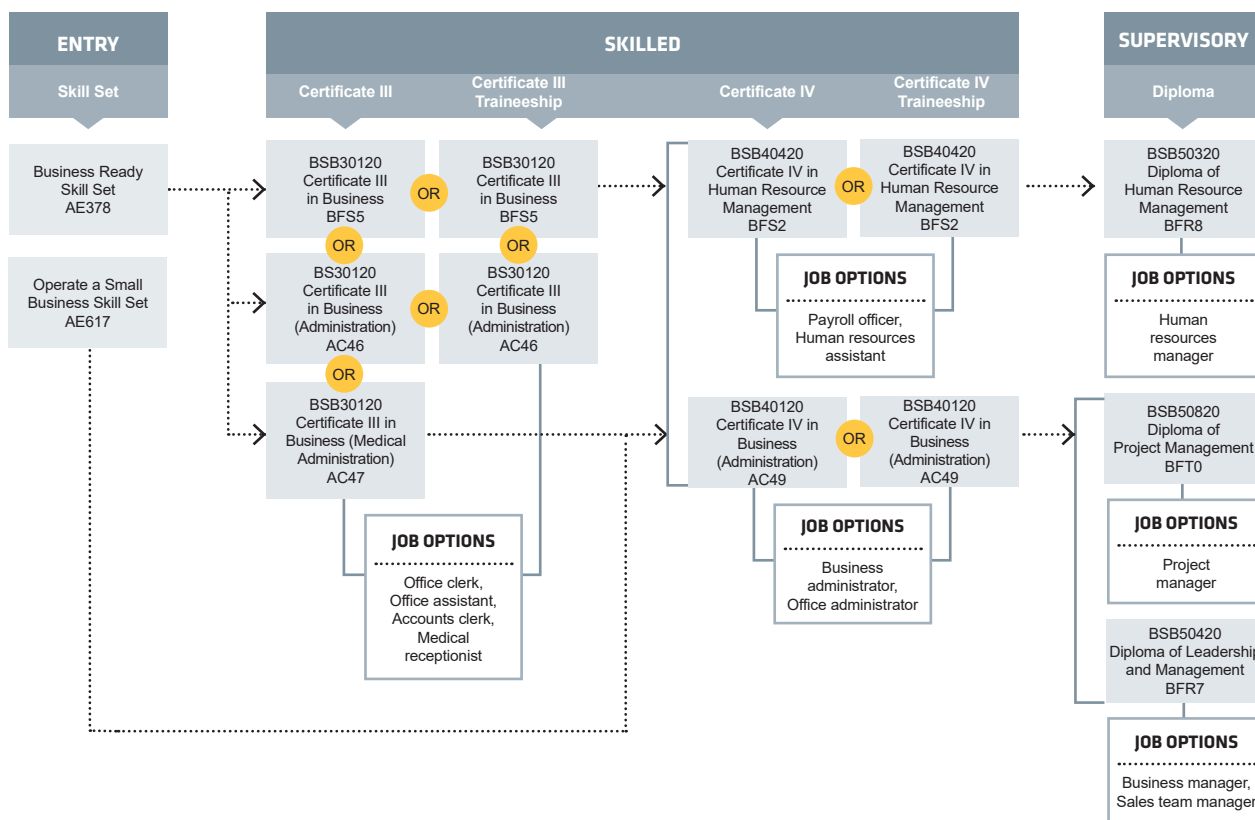 ENTRY
Skill Set
Business Ready
Skill Set
AE378
Operate a Small
Business Skill Set
AE617
SKILLED
Certificate III
Certificate III
Traineeship
Certificate IV
Certificate IV
Traineeship
BSB30120
Certificate III
in Business
BFS5
OR
BSB30120
Certificate III
in Business
BFS5
OR
OR
BS30120
Certificate III
in Business
(Administration)
AC46
OR
BS30120
Certificate III
in Business
(Administration)
AC46
OR
BSB30120
Certificate III in
Business (Medical
Administration)
AC47
JOB OPTIONS
Office clerk,
Office assistant,
Accounts clerk,
Medical
receptionist
BSB40420
Certificate IV in
Human Resource
Management
BFS2
OR
BSB40420
Certificate IV in
Human Resource
Management
BFS2
JOB OPTIONS
Payroll officer,
Human resources
assistant
BSB40120
Certificate IV in
Business
(Administration)
AC49
OR
BSB40120
Certificate IV in
Business
(Administration)
AC49
JOB OPTIONS
Business
administrator,
Office administrator
SUPERVISORY
Diploma
BSB50320
Diploma of
Human Resource
Management
BFR8
JOB OPTIONS
Human
resources
manager
BSB50820
Diploma of
Project Management
BFT0
JOB OPTIONS
Project
manager
BSB50420
Diploma of Leadership
and Management
BFR7
JOB OPTIONS
Business manager,
Sales team manager